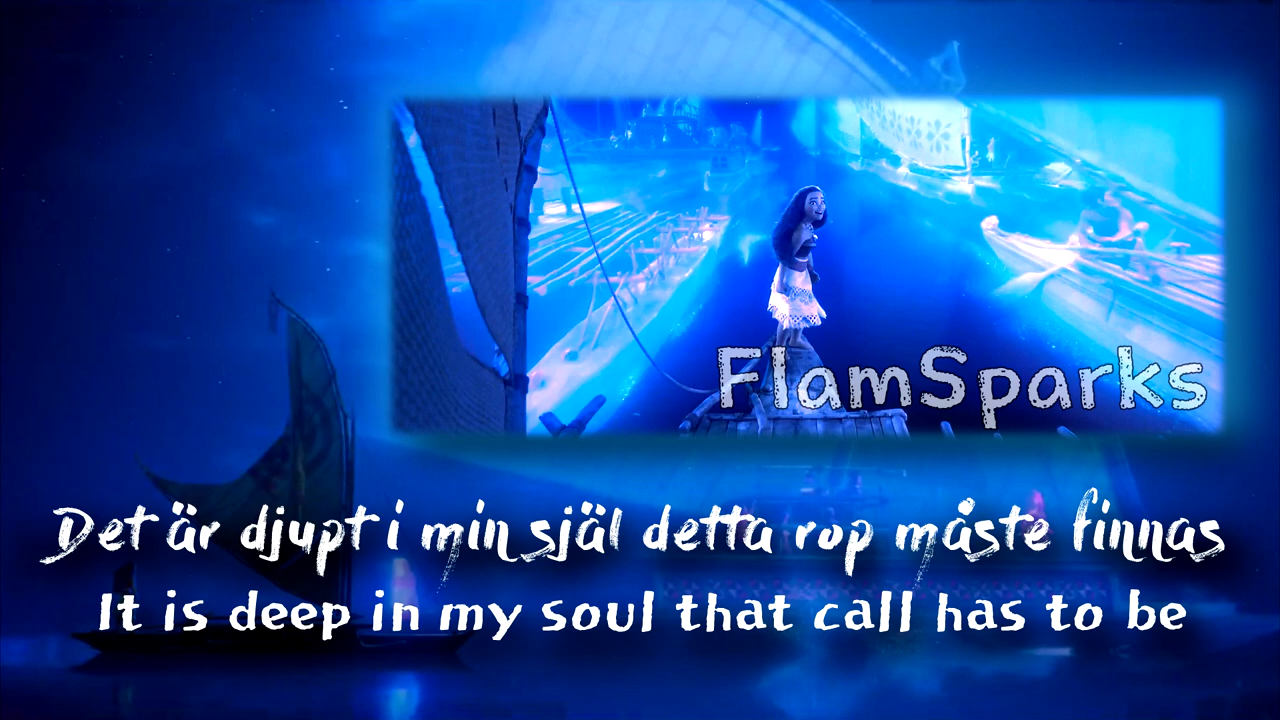 FlamSparks
Det är djupt i min själ detta rop måste finnas
It is deep in my soul that call has to be